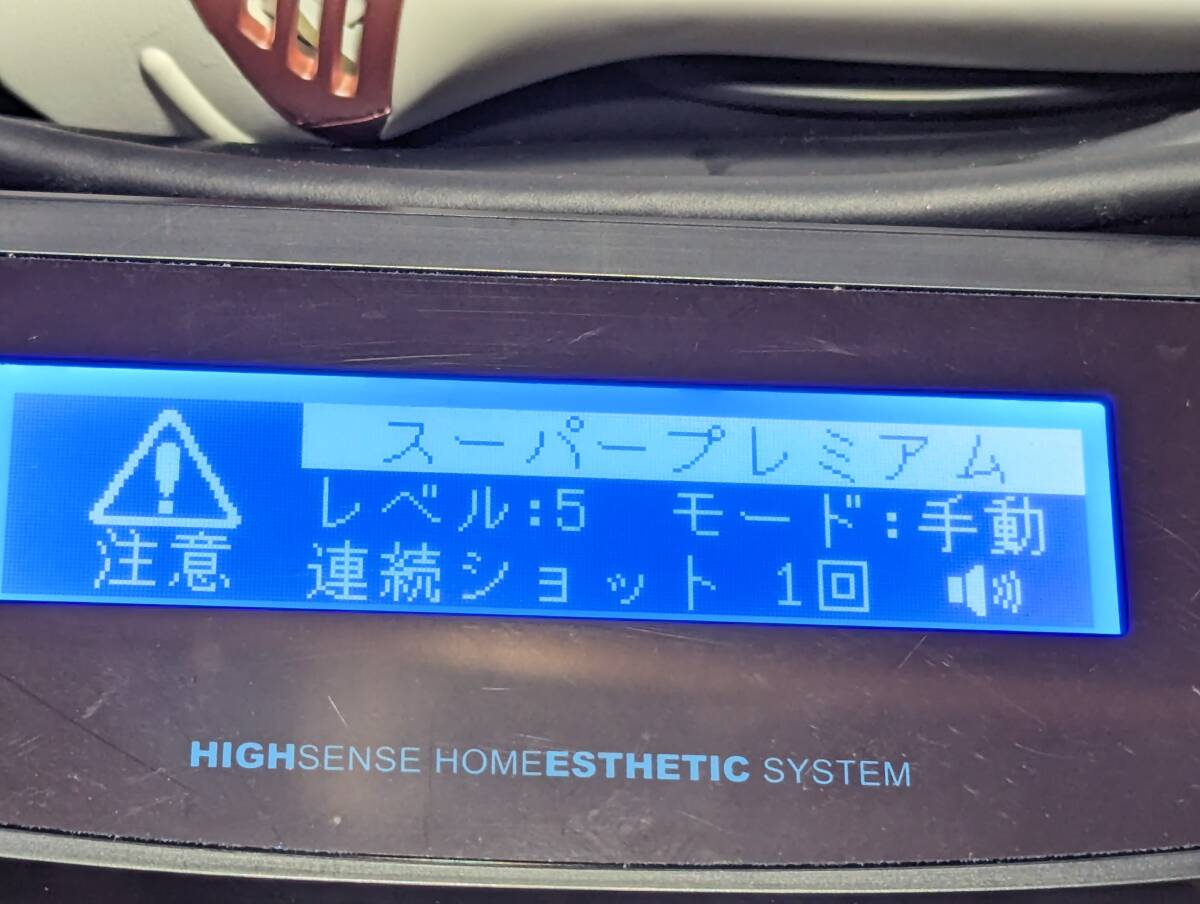 スーパープレミアム
レベル:5 モード:手動
注意 連続ショット 1回
HIGHSENSE HOMEESTHETIC SYSTEM